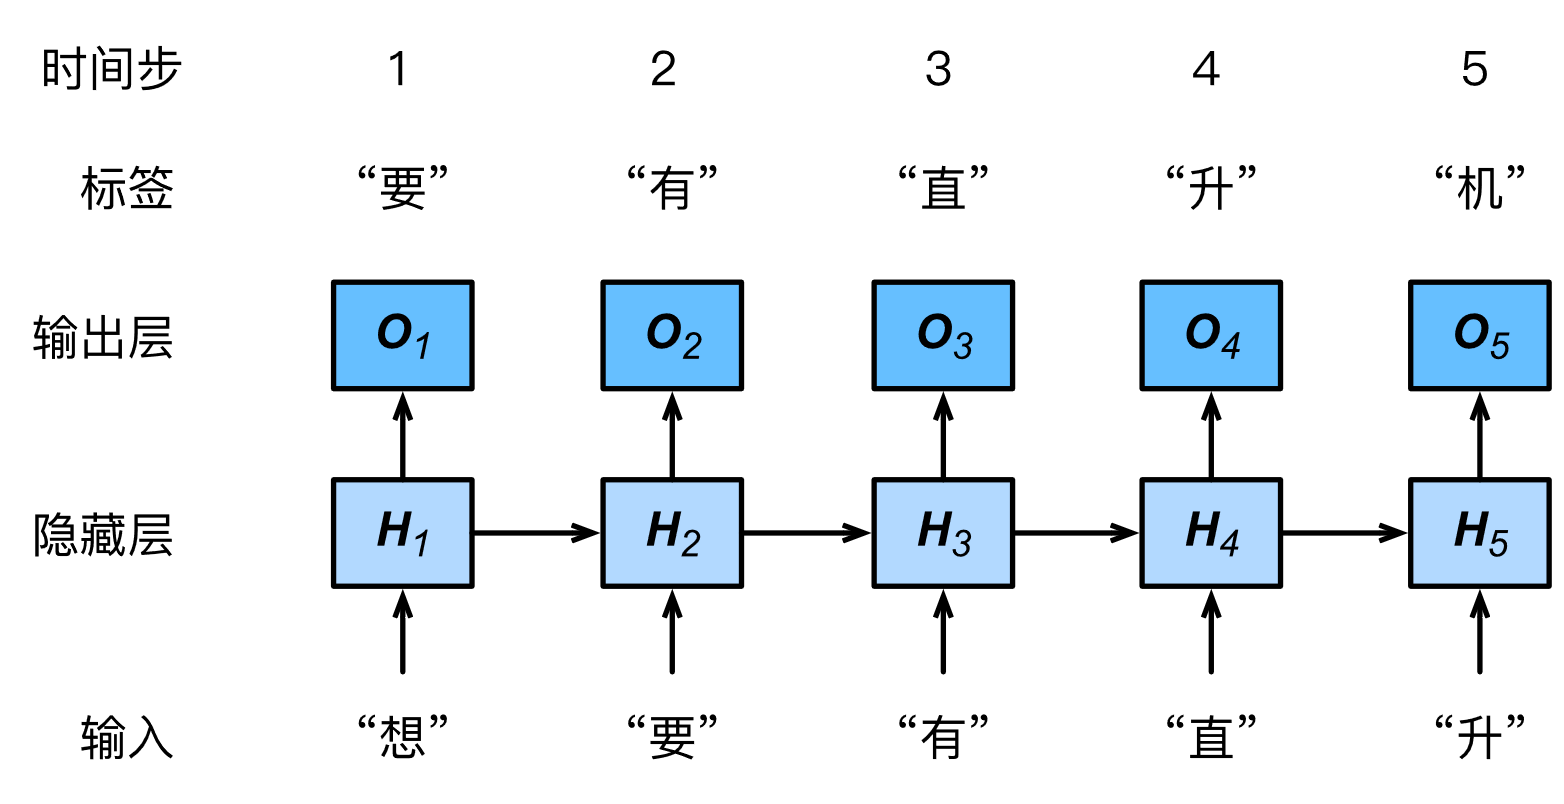 时间步 1 2 3 4 5
标签 “要” “有” “直” “升” “机”
输出层 O1 O2 O3 O4 O5
隐藏层 H1 H2 H3 H4 H5
输入 “想” “要” “有” “直” “升”